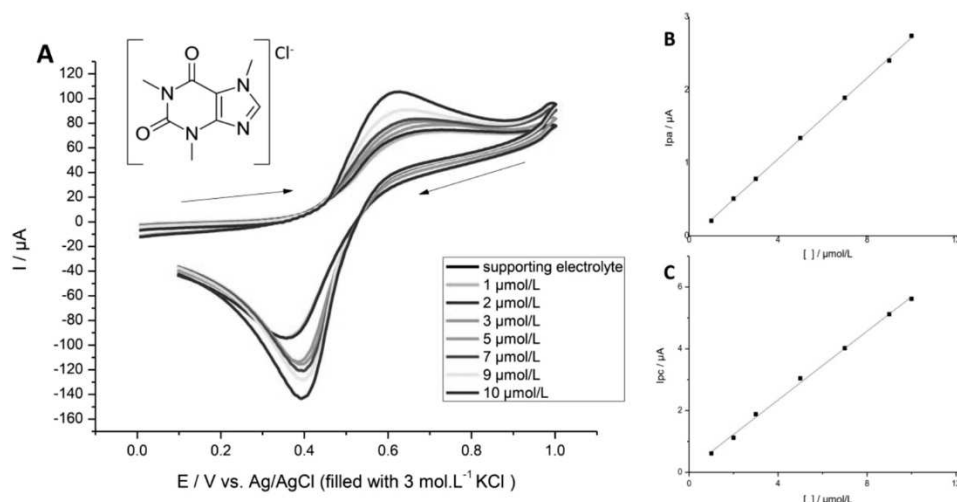 A
Cl-
O
N
N
O
N
N
120
100
80
60
40
20
0
-20
-40
-60
-80
-100
-120
-140
-160
I / µA
0.0 0.2 0.4 0.6 0.8 1.0
E / V vs. Ag/AgCl (filled with 3 mol.L⁻¹ KCl )
supporting electrolyte
1 µmol/L
2 µmol/L
3 µmol/L
5 µmol/L
7 µmol/L
9 µmol/L
10 µmol/L
B
3
2
1
0
Ipa / µA
0 4 8 12
[ ] / µmol/L
C
6
4
2
0
Ipc / µA
0 4 8 12
[ ] / µmol/L